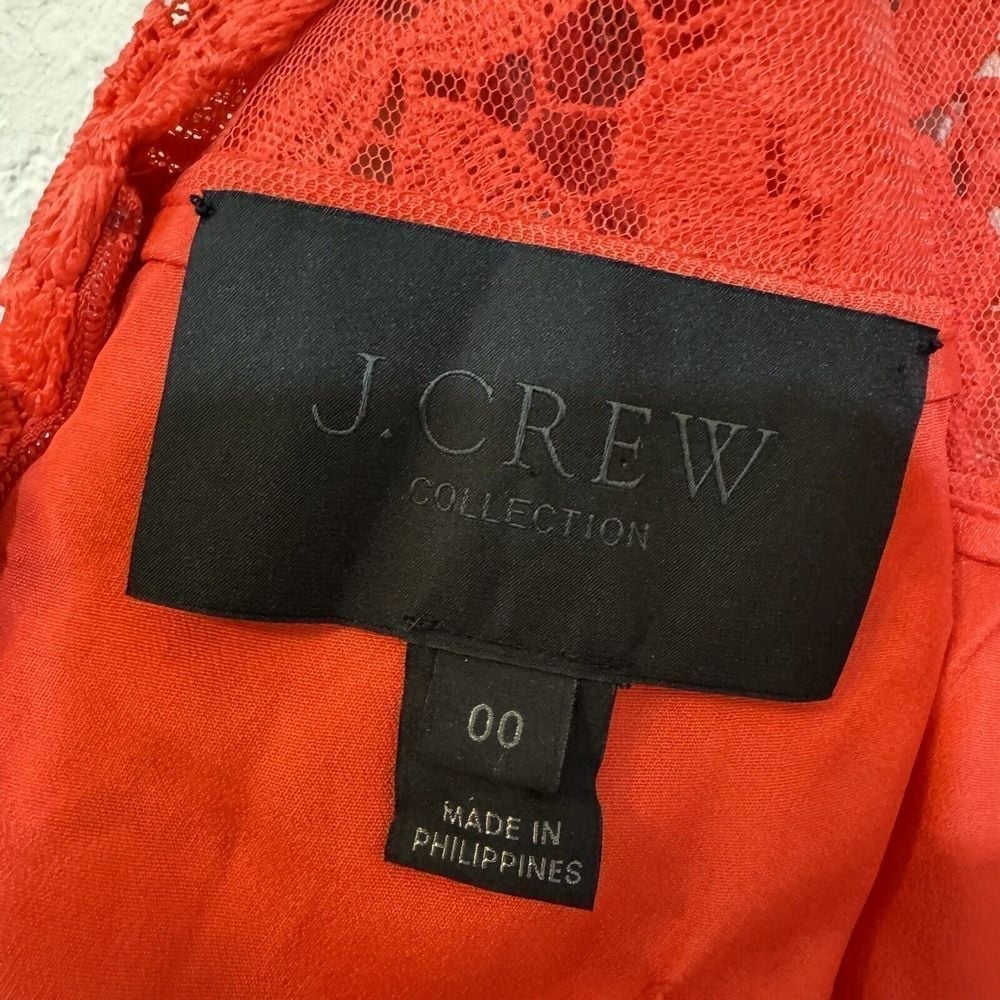 J.CREW
COLLECTION
00
MADE IN
PHILIPPINES